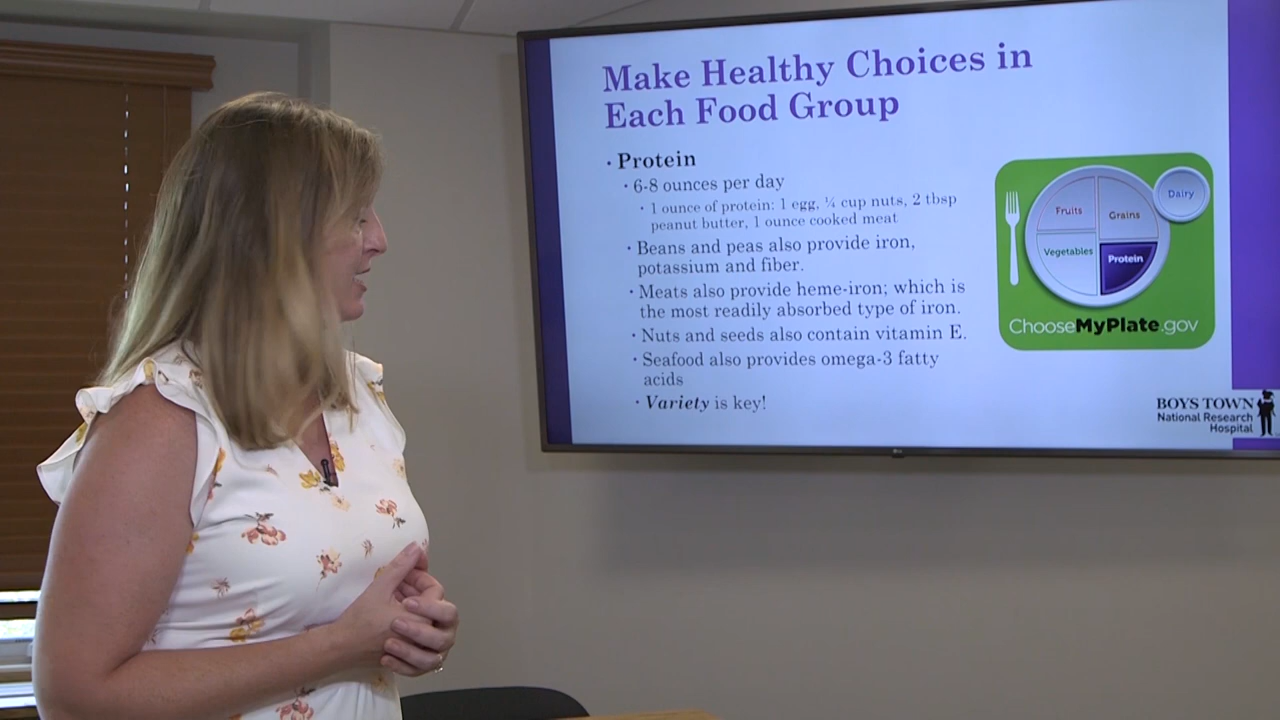 Make Healthy Choices in
Each Food Group
• Protein
• 6-8 ounces per day
• 1 ounce of protein: 1 egg, ¼ cup nuts, 2 tbsp
peanut butter, 1 ounce cooked meat
• Beans and peas also provide iron,
potassium and fiber.
• Meats also provide heme-iron; which is
the most readily absorbed type of iron.
• Nuts and seeds also contain vitamin E.
• Seafood also provides omega-3 fatty
acids
• Variety is key!
Dairy
Fruits
Grains
Vegetables
Protein
ChooseMyPlate.gov
BOYS TOWN
National Research
Hospital
LG